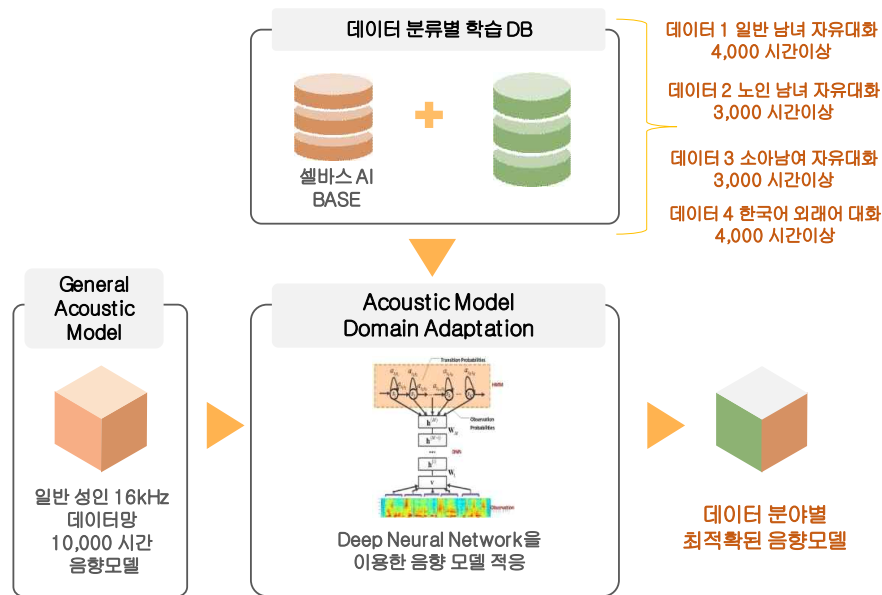 데이터 분류별 학습 DB
셀바스 AI
BASE
데이터 1 일반 남녀 자유대화
4,000 시간이상
데이터 2 노인 남녀 자유대화
3,000 시간이상
데이터 3 소아남여 자유대화
3,000 시간이상
데이터 4 한국어 외래어 대화
4,000 시간이상
General
Acoustic
Model
일반 성인 16kHz
데이터망
10,000 시간
음향모델
Acoustic Model
Domain Adaptation
Transition Probabilities
HMM
Observation
Probabilities
DNN
Observation
Deep Neural Network을
이용한 음향 모델 적응
데이터 분야별
최적확된 음향모델